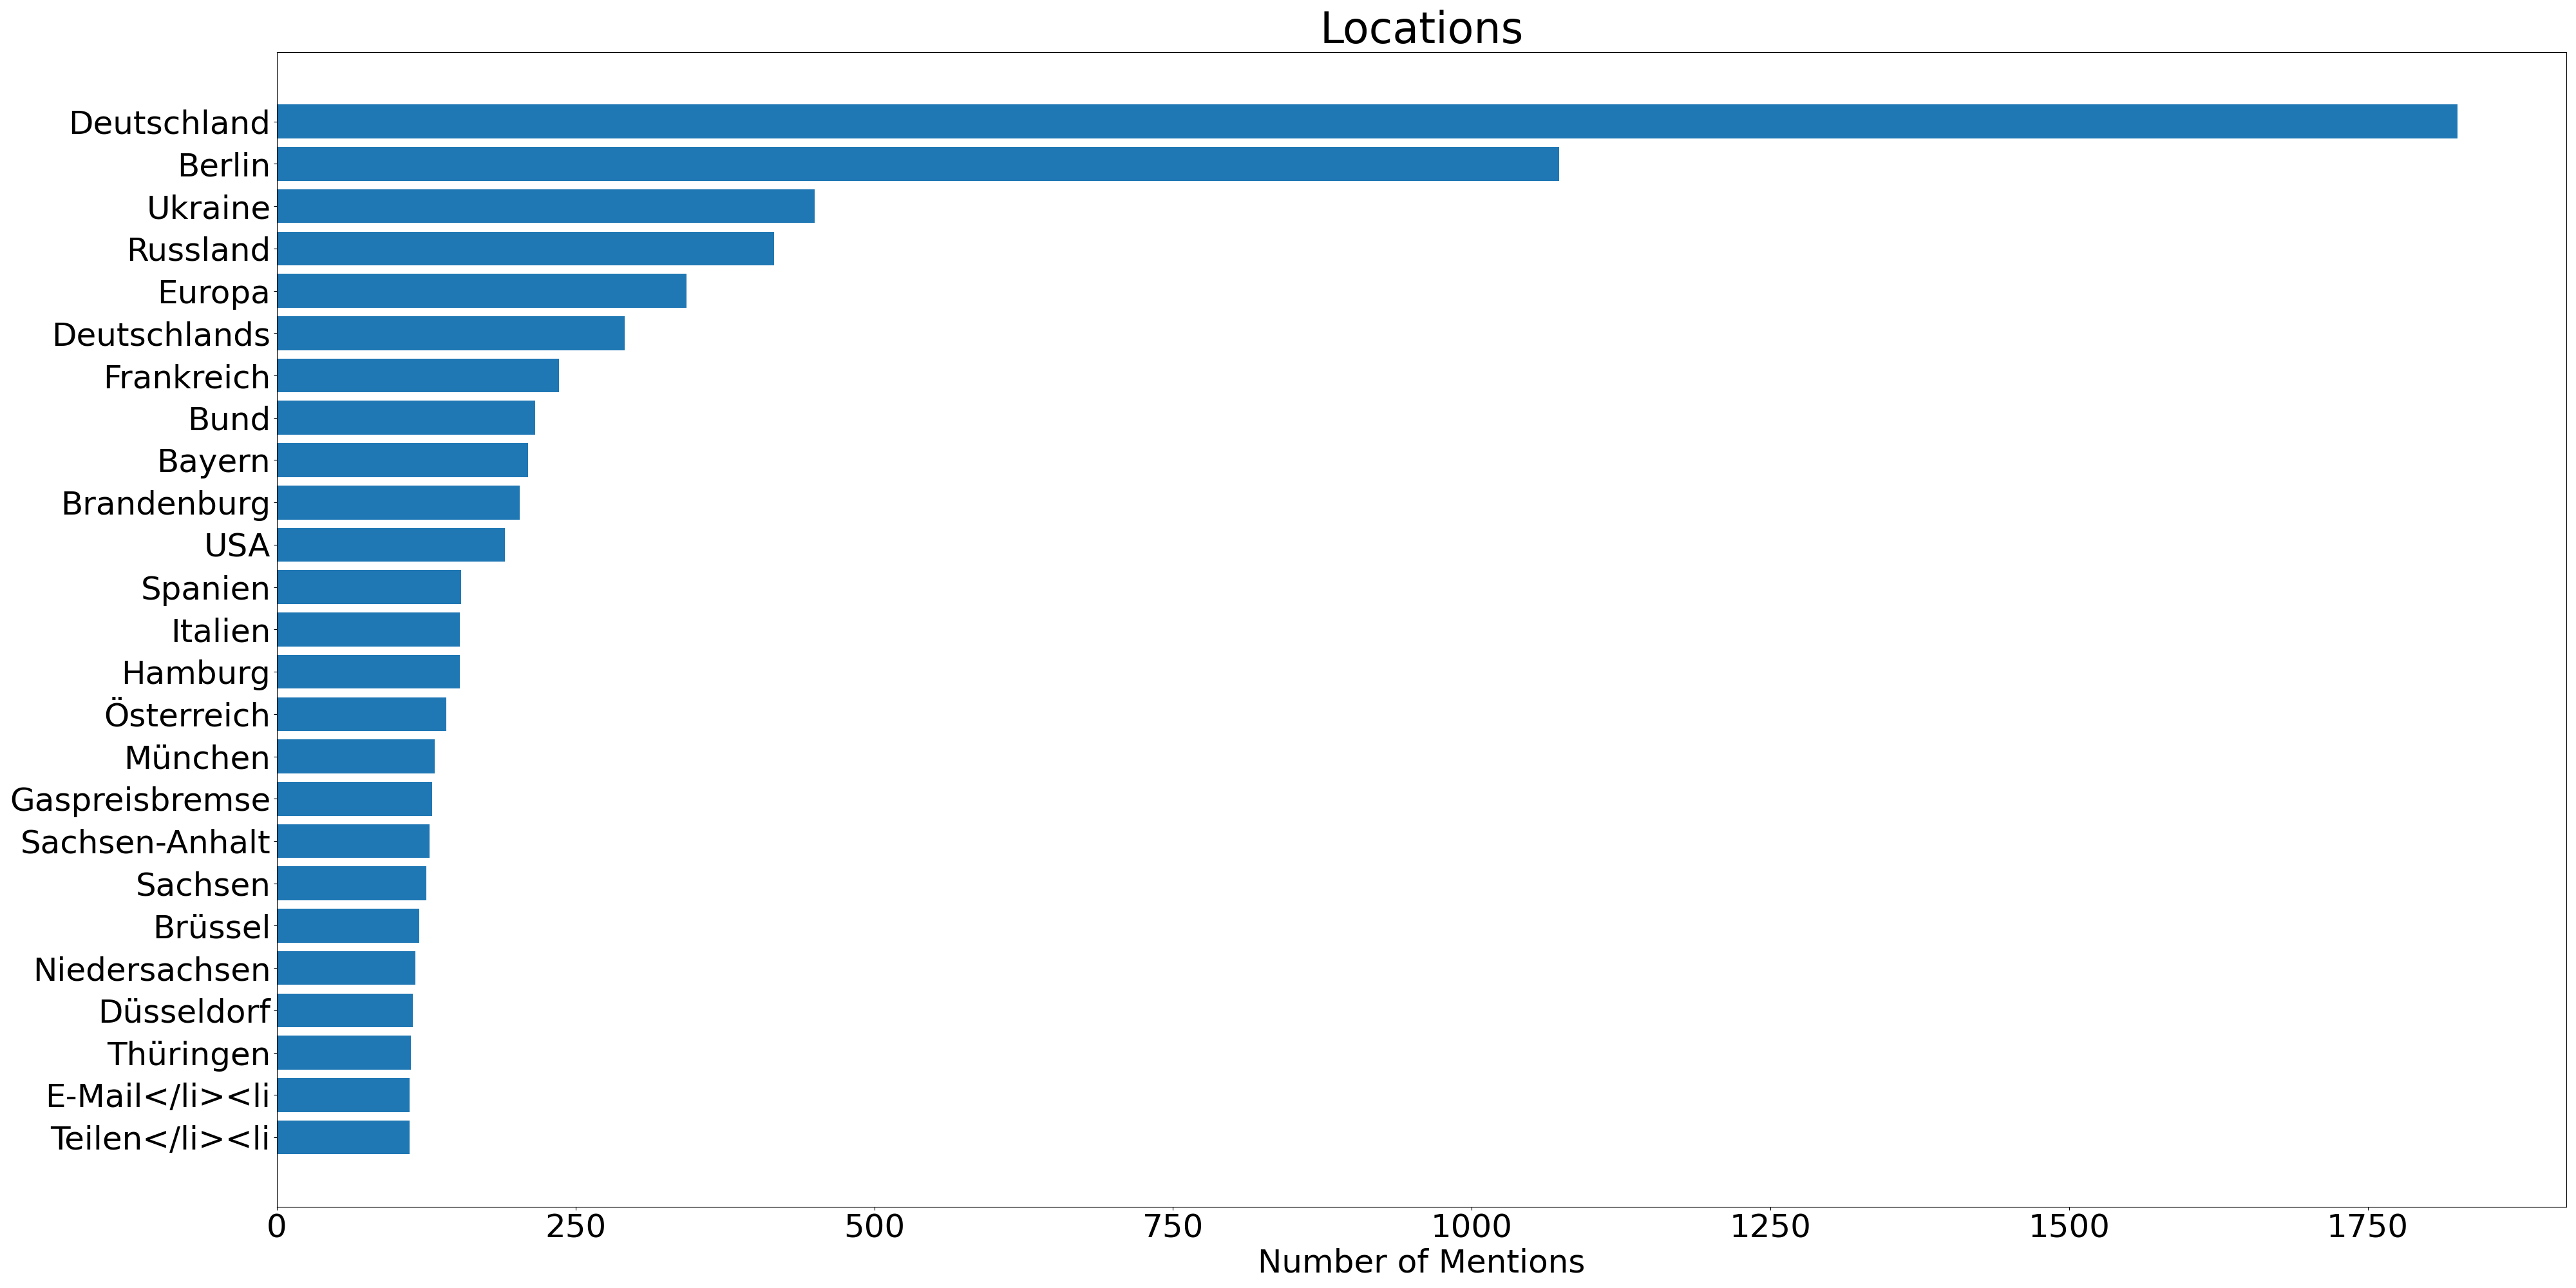 Locations
Deutschland
Berlin
Ukraine
Russland
Europa
Deutschlands
Frankreich
Bund
Bayern
Brandenburg
USA
Spanien
Italien
Hamburg
Österreich
München
Gaspreisbremse
Sachsen-Anhalt
Sachsen
Brüssel
Niedersachsen
Düsseldorf
Thüringen
E-Mail</li><li
Teilen</li><li
0 250 500 750 1000 1250 1500 1750
Number of Mentions